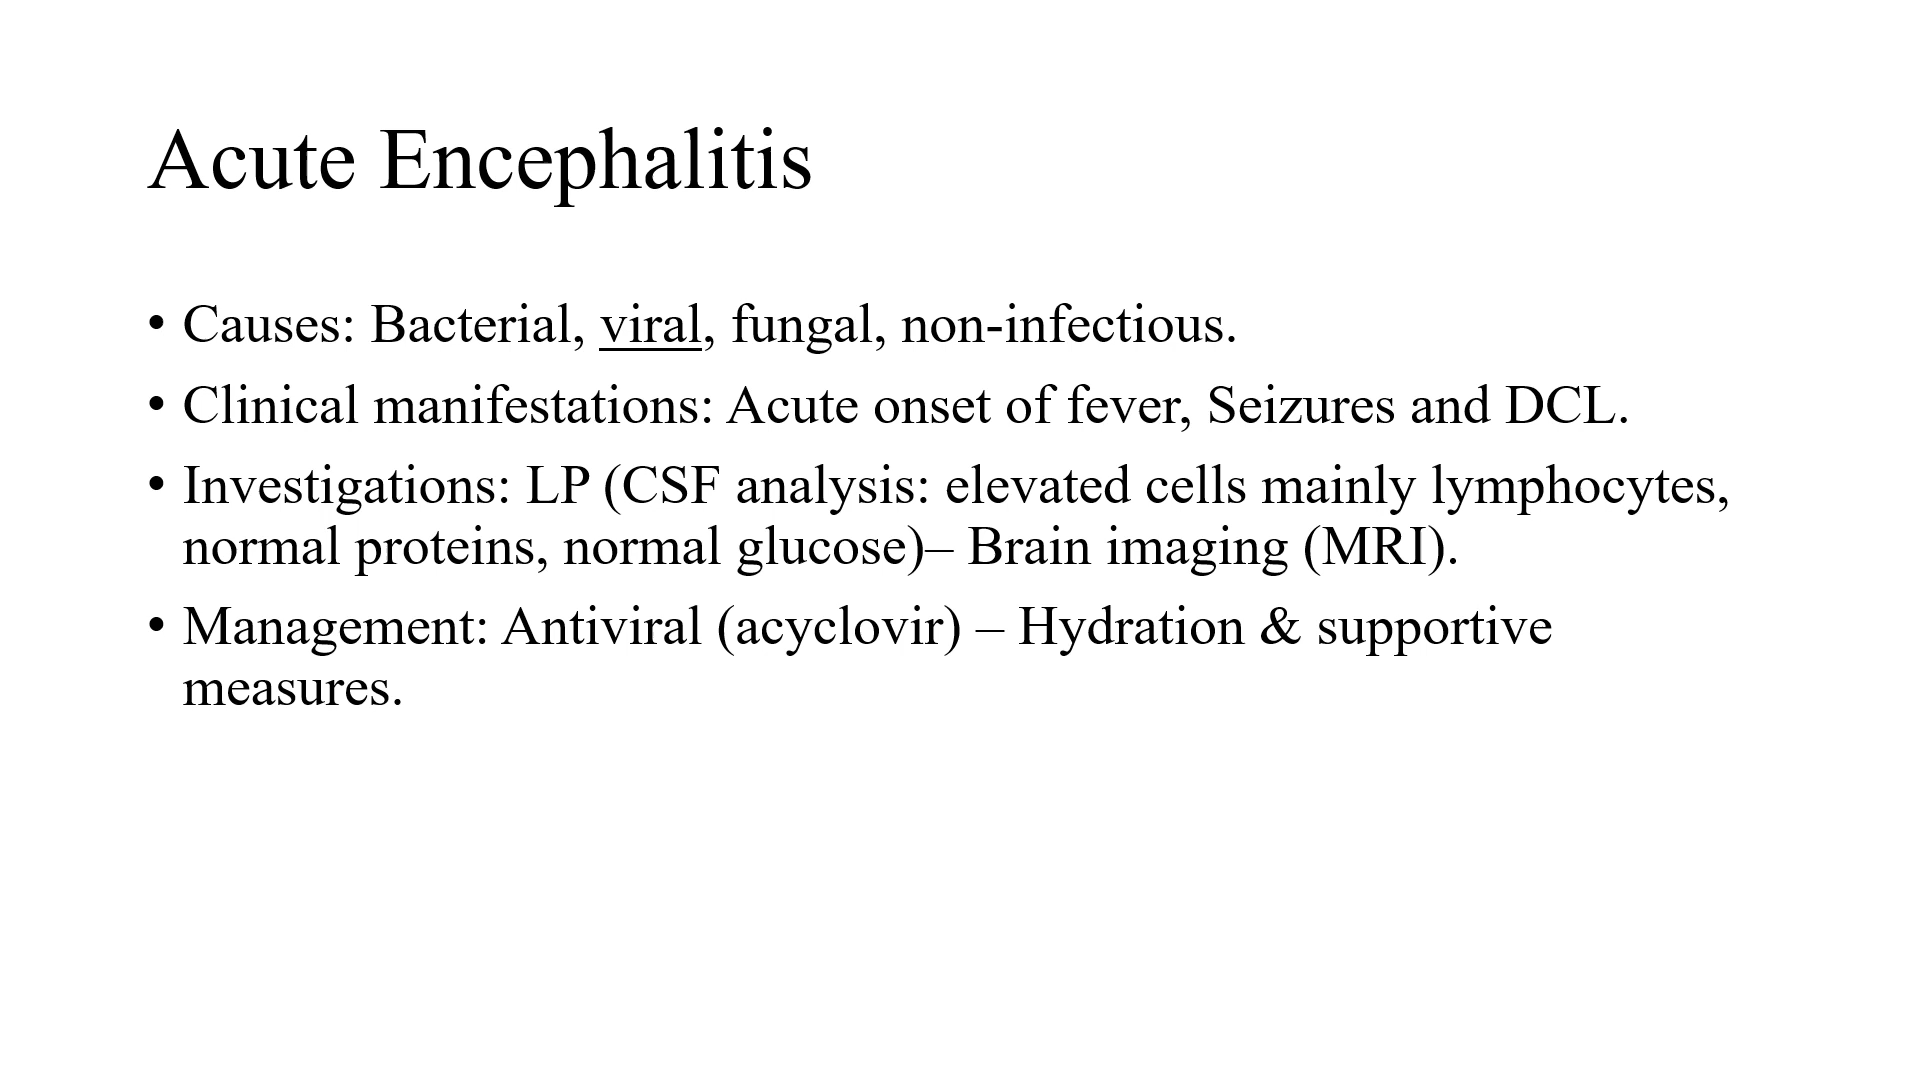 Acute Encephalitis
• Causes: Bacterial, viral, fungal, non-infectious.
• Clinical manifestations: Acute onset of fever, Seizures and DCL.
• Investigations: LP (CSF analysis: elevated cells mainly lymphocytes,
normal proteins, normal glucose)– Brain imaging (MRI).
• Management: Antiviral (acyclovir) – Hydration & supportive
measures.